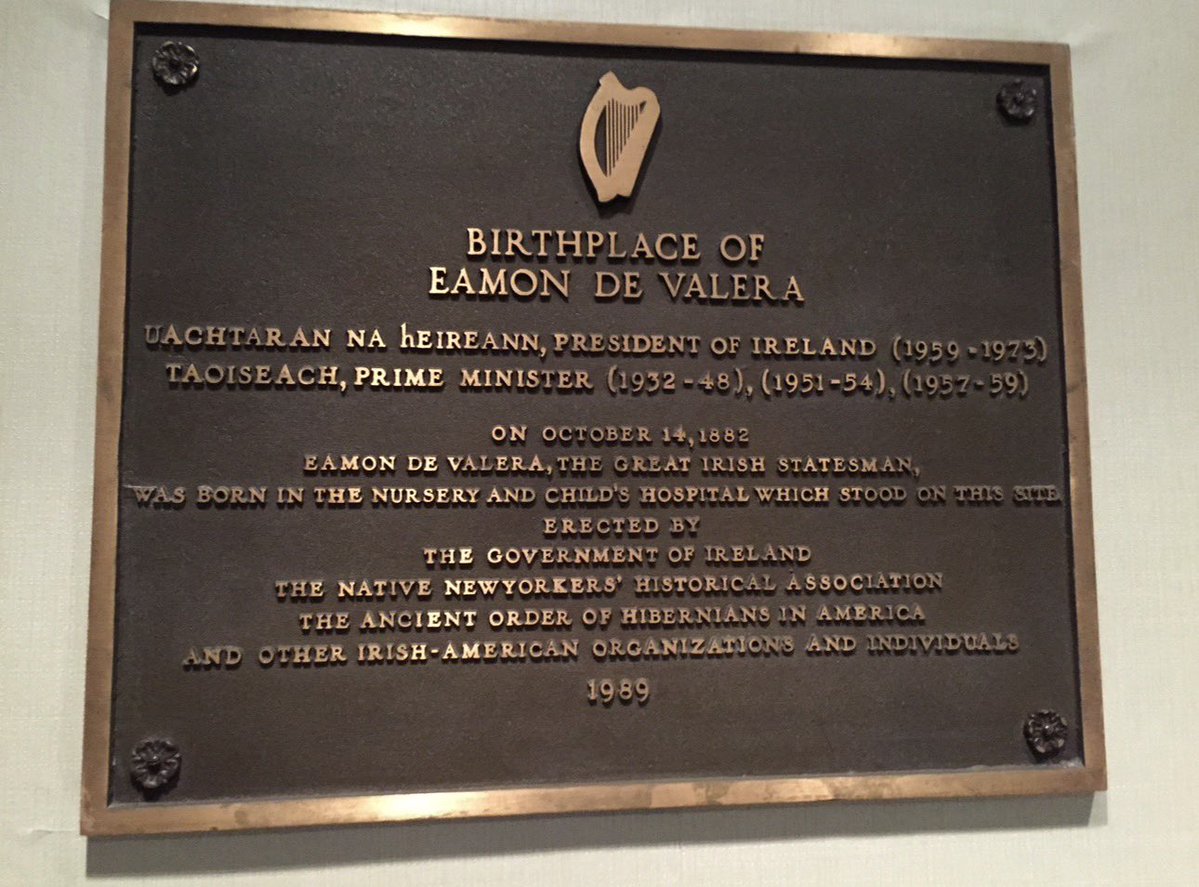 BIRTHPLACE OF
EAMON DE VALERA
UACHTARAN NA hEIREANN, PRESIDENT OF IRELAND (1959-1973)
TAOISEACH, PRIME MINISTER (1932-48), (1951-54), (1957-59)
ON OCTOBER 14, 1882
EAMON DE VALERA, THE GREAT IRISH STATESMAN,
WAS BORN IN THE NURSERY AND CHILD'S HOSPITAL WHICH STOOD ON THIS SITE
ERECTED BY
THE GOVERNMENT OF IRELAND
THE NATIVE NEWYORKERS' HISTORICAL ASSOCIATION
THE ANCIENT ORDER OF HIBERNIANS IN AMERICA
AND OTHER IRISH-AMERICAN ORGANIZATIONS AND INDIVIDUALS
1989